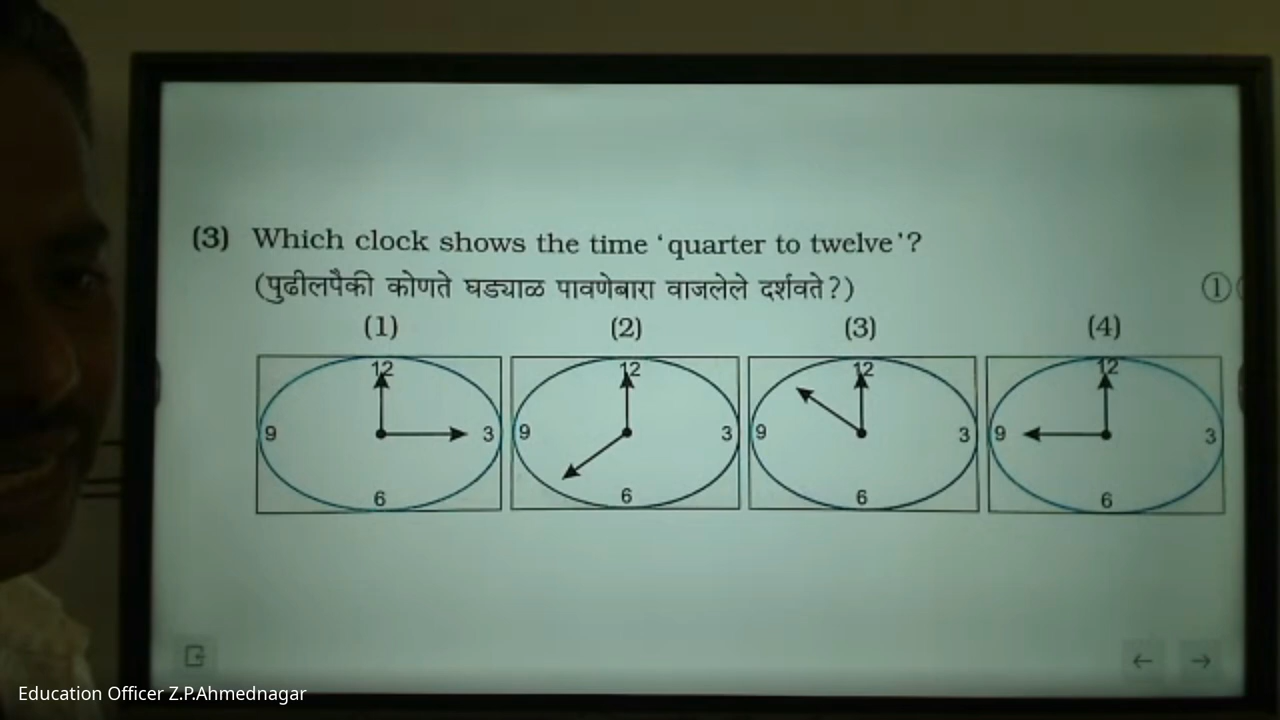 (3) Which clock shows the time ‘quarter to twelve’?
(पुढीलपैकी कोणते घड्याळ पावणेबारा वाजलेले दर्शवते?) ①
(1) (2) (3) (4)
12 12 12 12
9 3 9 3 9 3 9 3
6 6 6 6
Education Officer Z.P.Ahmednagar